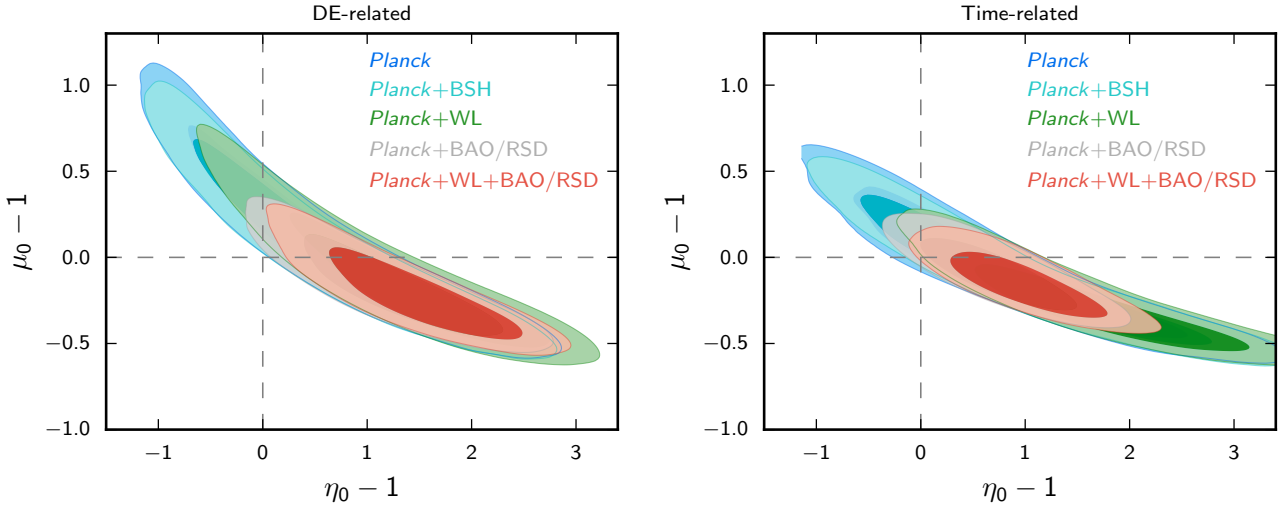 DE-related
Planck
Planck+BSH
Planck+WL
Planck+BAO/RSD
Planck+WL+BAO/RSD
1.0
0.5
0.0
−0.5
−1.0
μ₀ − 1
−1 0 1 2 3
η₀ − 1
Time-related
Planck
Planck+BSH
Planck+WL
Planck+BAO/RSD
Planck+WL+BAO/RSD
1.0
0.5
0.0
−0.5
−1.0
μ₀ − 1
−1 0 1 2 3
η₀ − 1